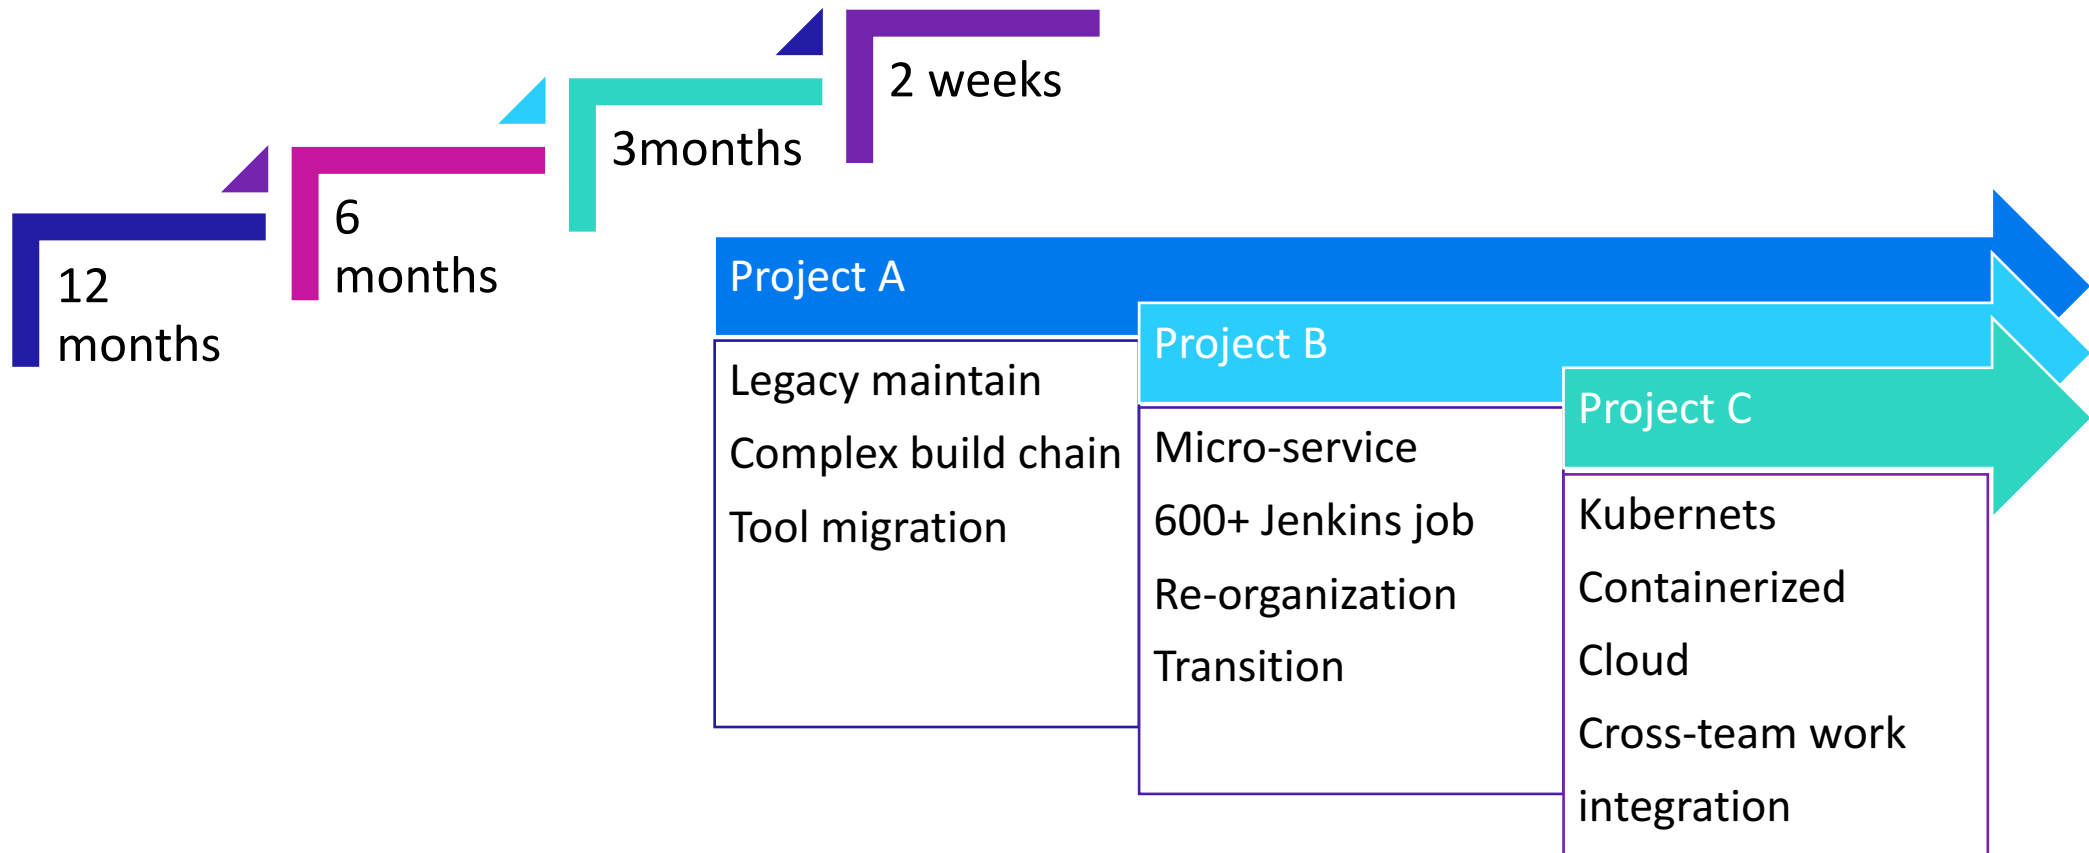 12
months
6
months
3months
2 weeks
Project A
Legacy maintain
Complex build chain
Tool migration
Project B
Micro-service
600+ Jenkins job
Re-organization
Transition
Project C
Kubernets
Containerized
Cloud
Cross-team work
integration